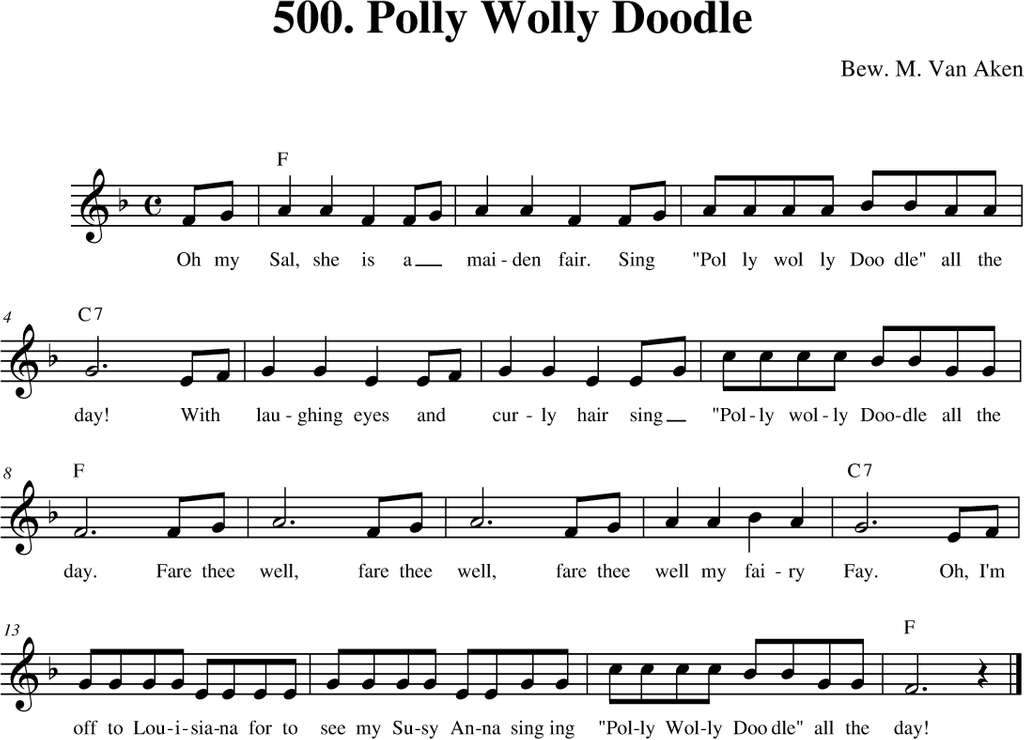 500. Polly Wolly Doodle
Bew. M. Van Aken
F
Oh my Sal, she is a __ mai - den fair. Sing "Pol ly wol ly Doo dle" all the
4 C7
day! With lau - ghing eyes and cur - ly hair sing __ "Pol - ly wol - ly Doo - dle all the
8 F C7
day. Fare thee well, fare thee well, fare thee well my fai - ry Fay. Oh, I'm
13 F
off to Lou - i - sia - na for to see my Su - sy An - na sing ing "Pol - ly Wol - ly Doo dle" all the day!